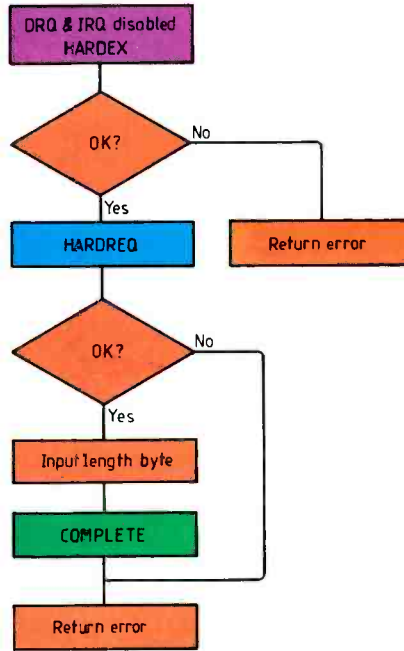 DRQ & IRQ disabled
HARDEX
OK?
No
Yes
Return error
HARDREQ
OK?
No
Yes
Input length byte
COMPLETE
Return error